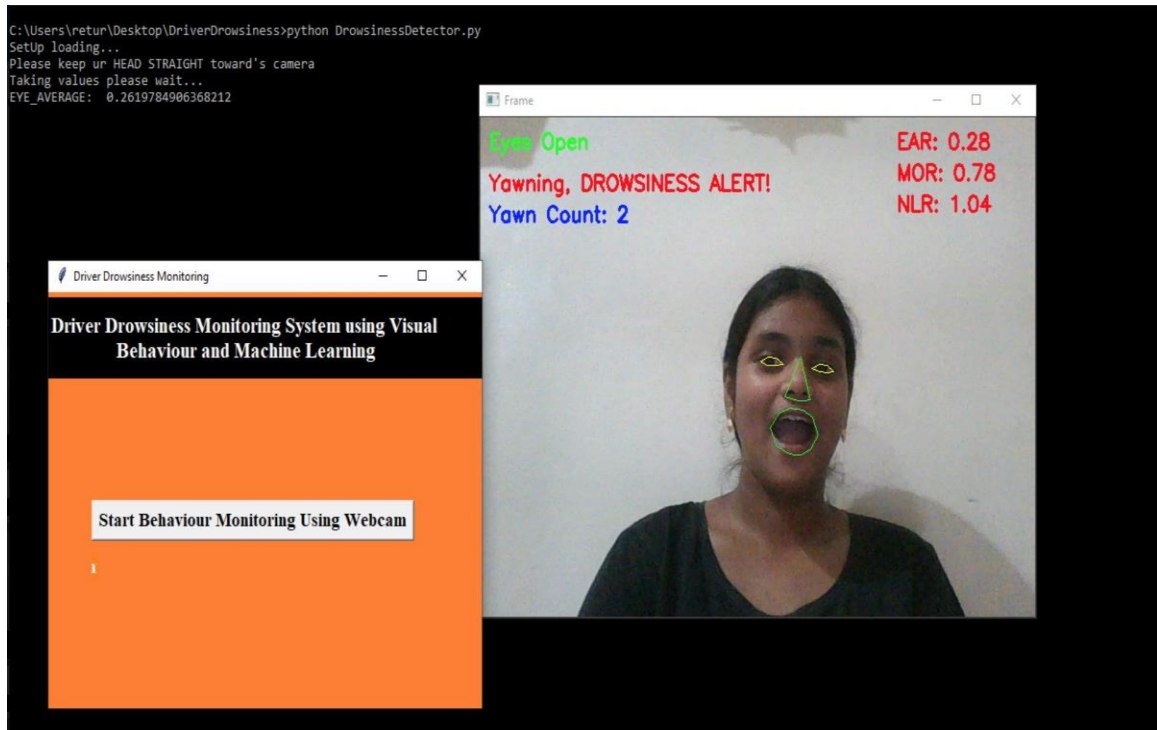 C:\Users\retur\Desktop\DriverDrowsiness>python DrowsinessDetector.py
SetUp loading...
Please keep ur HEAD STRAIGHT toward's camera
Taking values please wait...
EYE_AVERAGE:  0.2619784906368212
Frame
Eyes Open
Yawning, DROWSINESS ALERT!
Yawn Count: 2
EAR: 0.28
MOR: 0.78
NLR: 1.04
Driver Drowsiness Monitoring
Driver Drowsiness Monitoring System using Visual
Behaviour and Machine Learning
Start Behaviour Monitoring Using Webcam